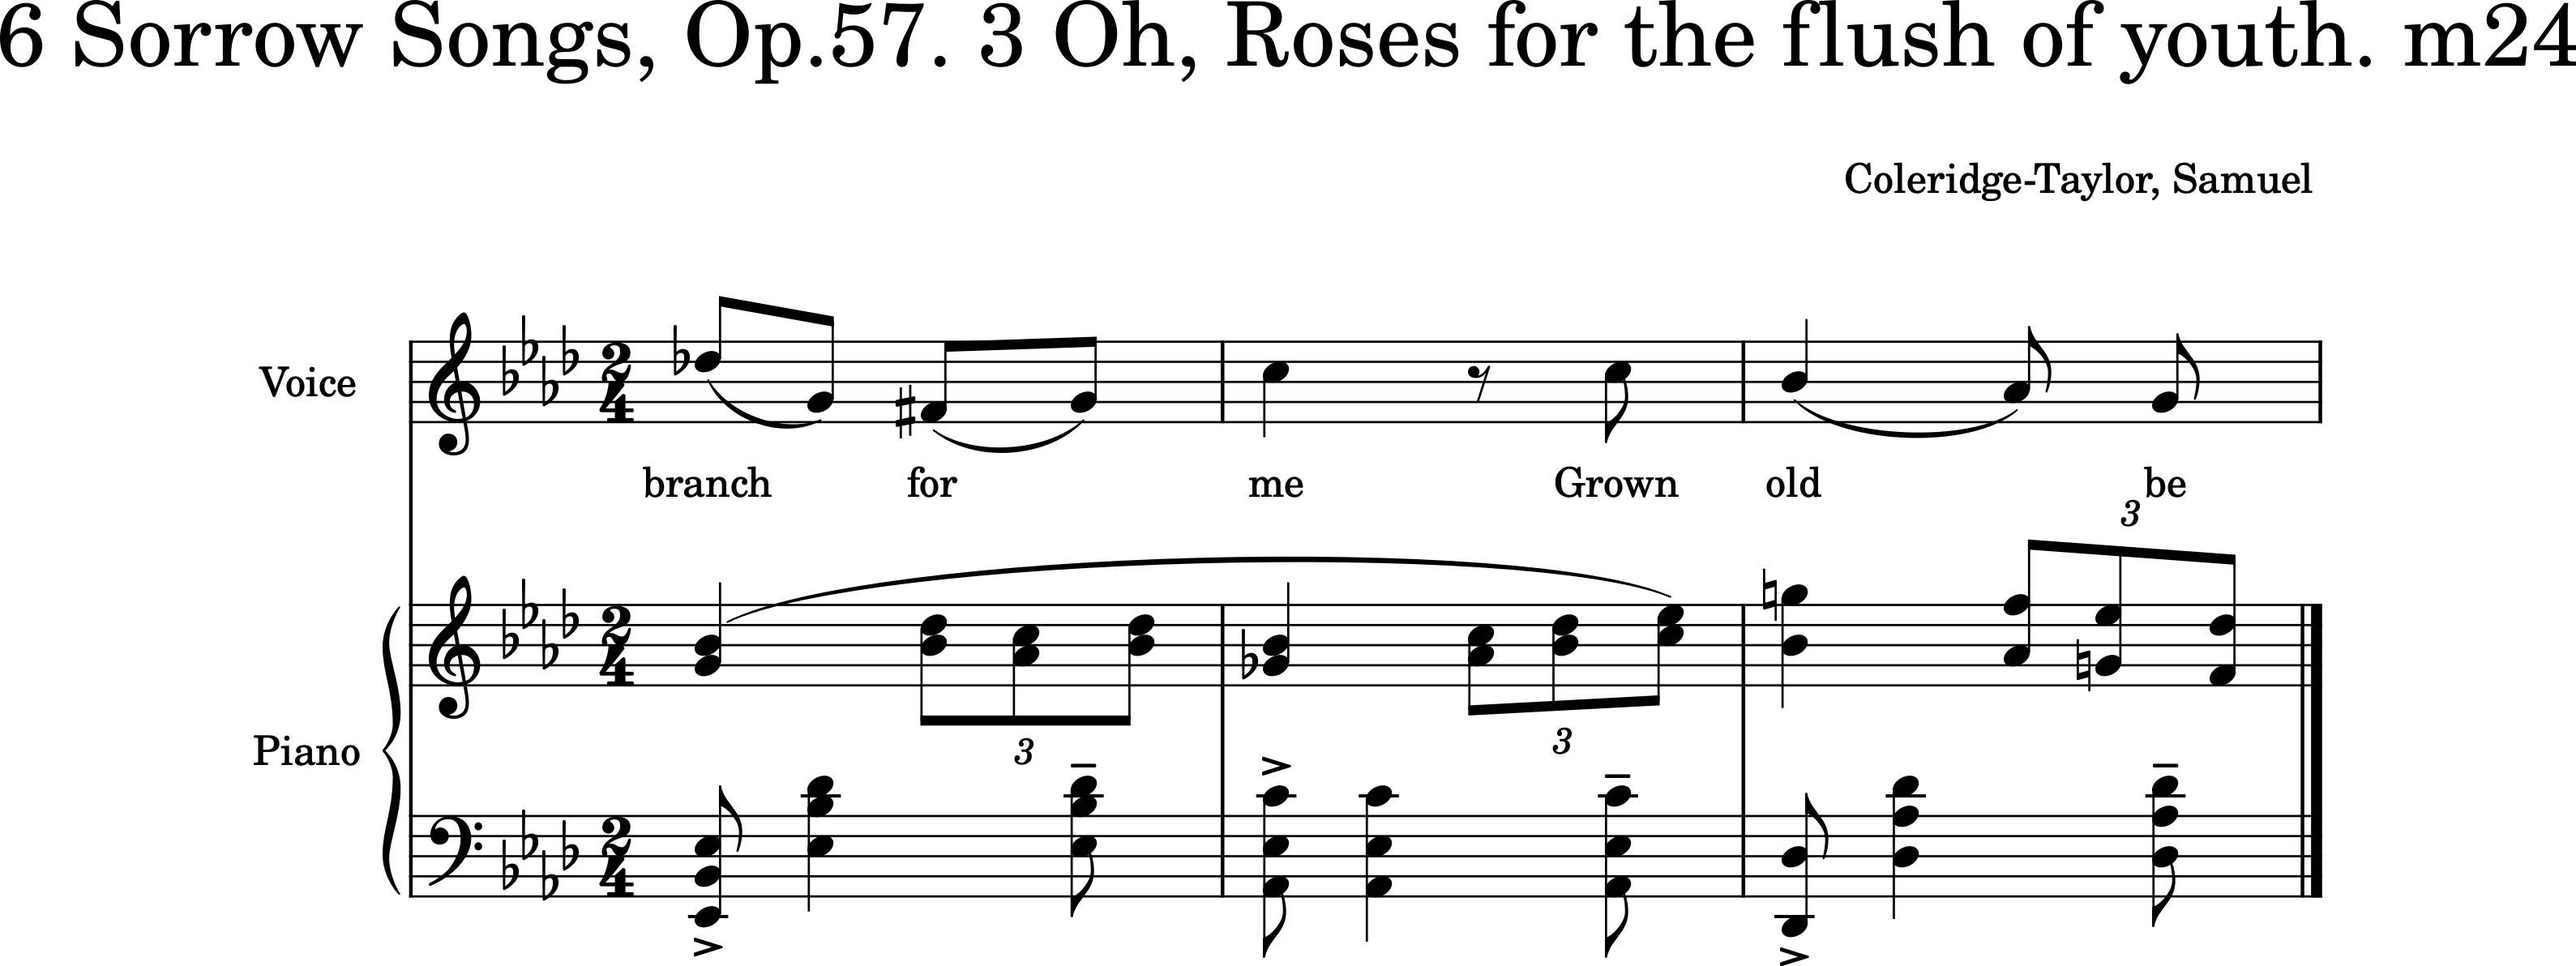 6 Sorrow Songs, Op.57. 3 Oh, Roses for the flush of youth. m24
Coleridge-Taylor, Samuel
Voice
branch for me Grown old be
3
Piano
3 3